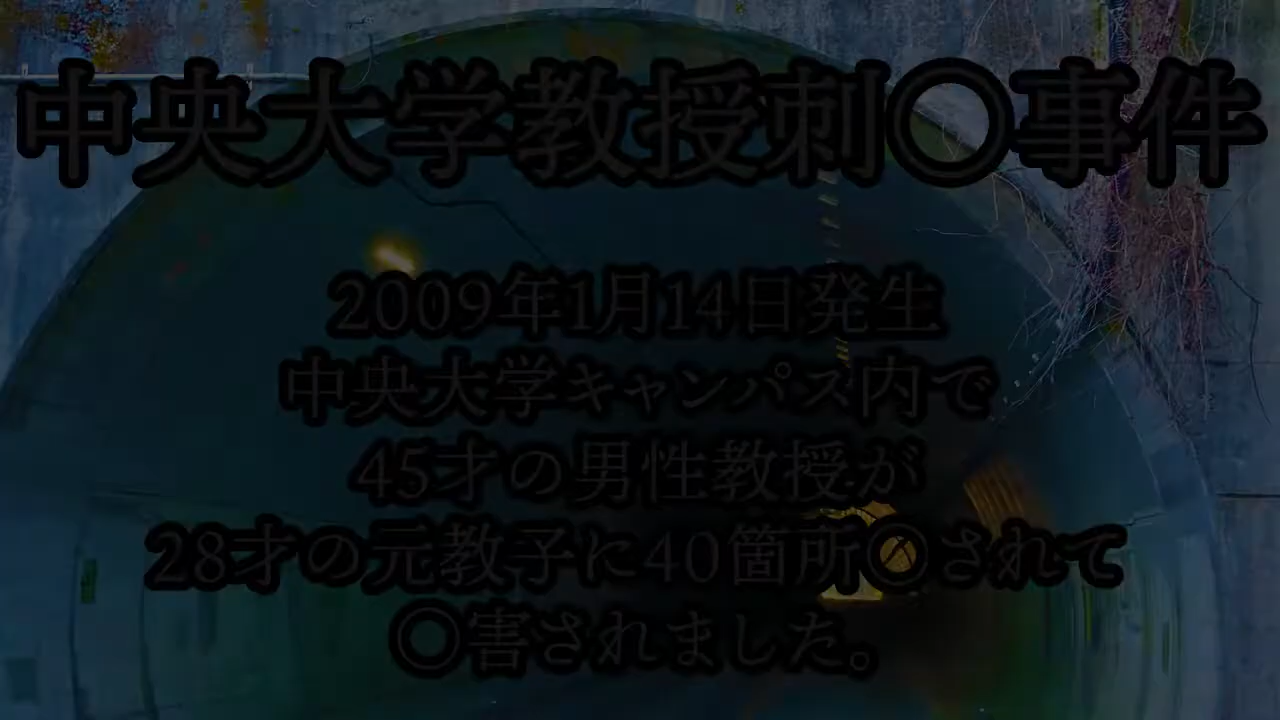 中央大学教授刺〇事件
2009年1月14日発生
中央大学キャンパス内で
45才の男性教授が
28才の元教子に40箇所〇されて
〇害されました。